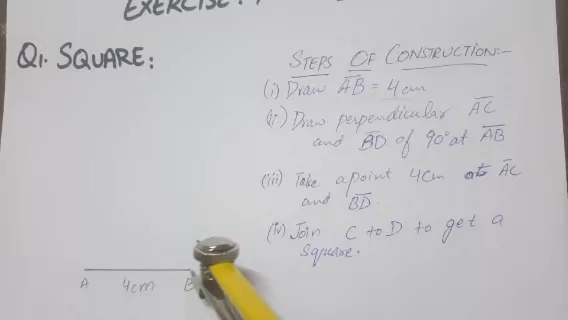 EXERCISE:
Q1. SQUARE:
STEPS OF CONSTRUCTION:-
(i) Draw AB = 4cm
(ii) Draw perpendicular AC
and BD of 90° at AB
(iii) Take a point 4cm AC
and BD.
(iv) Join C to D to get a
square.
A 4cm B